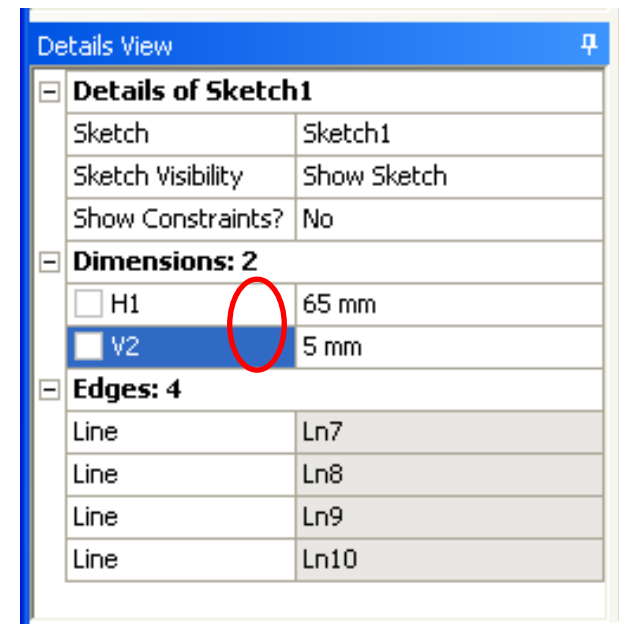 Details View
Details of Sketch1
Sketch Sketch1
Sketch Visibility Show Sketch
Show Constraints? No
Dimensions: 2
H1 65 mm
V2 5 mm
Edges: 4
Line Ln7
Line Ln8
Line Ln9
Line Ln10